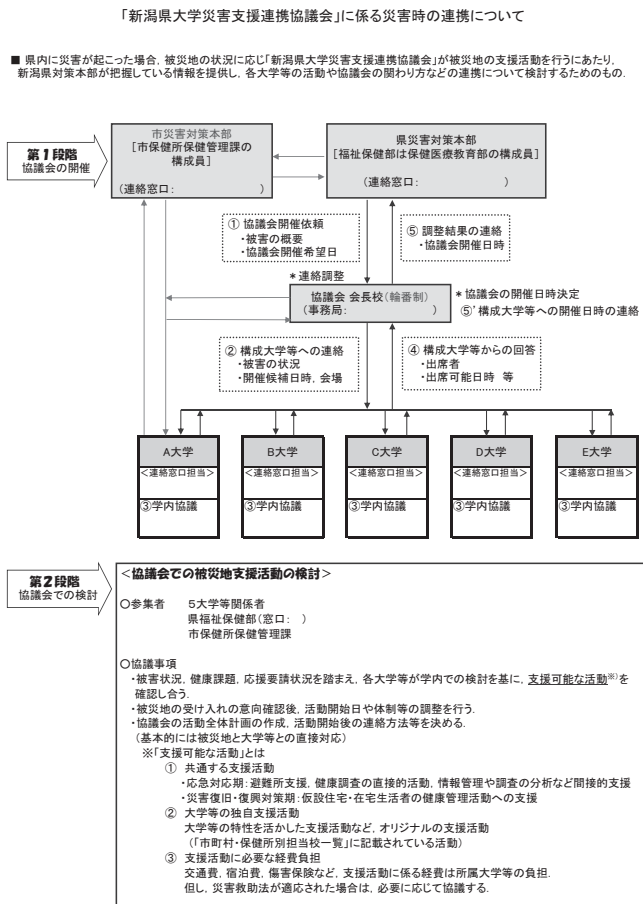 「新潟県大学災害支援連携協議会」に係る災害時の連携について
■ 県内に災害が起こった場合, 被災地の状況に応じ「新潟県大学災害支援連携協議会」が被災地の支援活動を行うにあたり,
新潟県対策本部が把握している情報を提供し, 各大学等の活動や協議会の関わり方などの連携について検討するためのもの.
第1段階
協議会の開催
市災害対策本部
[市保健所保健管理課の
構成員]
(連絡窓口: )
県災害対策本部
[福祉保健部は保健医療教育部の構成員]
(連絡窓口: )
① 協議会開催依頼
・被害の概要
・協議会開催希望日
⑤ 調整結果の連絡
・協議会開催日時
*連絡調整
協議会 会長校(輪番制)
(事務局: )
*協議会の開催日時決定
⑤'構成大学等への開催日時の連絡
② 構成大学等への連絡
・被害の状況
・開催候補日時, 会場
④ 構成大学等からの回答
・出席者
・出席可能日時 等
A大学
<連絡窓口担当>
③学内協議
B大学
<連絡窓口担当>
③学内協議
C大学
<連絡窓口担当>
③学内協議
D大学
<連絡窓口担当>
③学内協議
E大学
<連絡窓口担当>
③学内協議
第2段階
協議会での検討
<協議会での被災地支援活動の検討>
○参集者 5大学等関係者
県福祉保健部(窓口: )
市保健所保健管理課
○協議事項
・被害状況, 健康課題, 応援要請状況を踏まえ, 各大学等が学内での検討を基に, 支援可能な活動※)を
確認し合う.
・被災地の受け入れの意向確認後, 活動開始日や体制等の調整を行う.
・協議会の活動全体計画の作成, 活動開始後の連絡方法等を決める.
(基本的には被災地と大学等との直接対応)
※「支援可能な活動」とは
① 共通する支援活動
・応急対応期:避難所支援, 健康調査の直接的活動, 情報管理や調査の分析など間接的支援
・災害復旧・復興対策期:仮設住宅・在宅生活者の健康管理活動への支援
② 大学等の独自支援活動
大学等の特性を活かした支援活動など, オリジナルの支援活動
(「市町村・保健所別担当校一覧」に記載されている活動)
③ 支援活動に必要な経費負担
交通費, 宿泊費, 傷害保険など, 支援活動に係る経費は所属大学等の負担.
但し, 災害救助法が適応された場合は, 必要に応じて協議する.